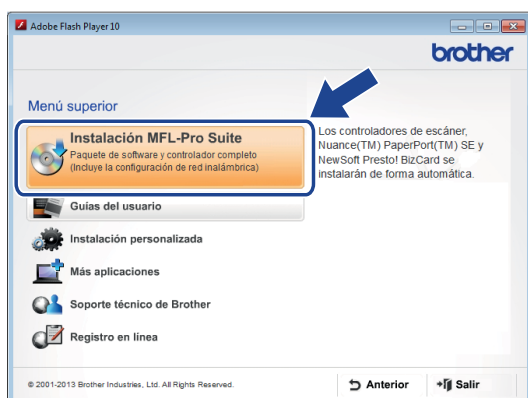 Adobe Flash Player 10
brother
Menú superior
Instalación MFL-Pro Suite
Paquete de software y controlador completo
(Incluye la configuración de red inalámbrica)
Los controladores de escáner,
Nuance(TM) PaperPort(TM) SE y
NewSoft Presto! BizCard se
instalarán de forma automática.
Guías del usuario
Instalación personalizada
Más aplicaciones
Soporte técnico de Brother
Registro en línea
© 2001-2013 Brother Industries, Ltd. All Rights Reserved.
Anterior
Salir